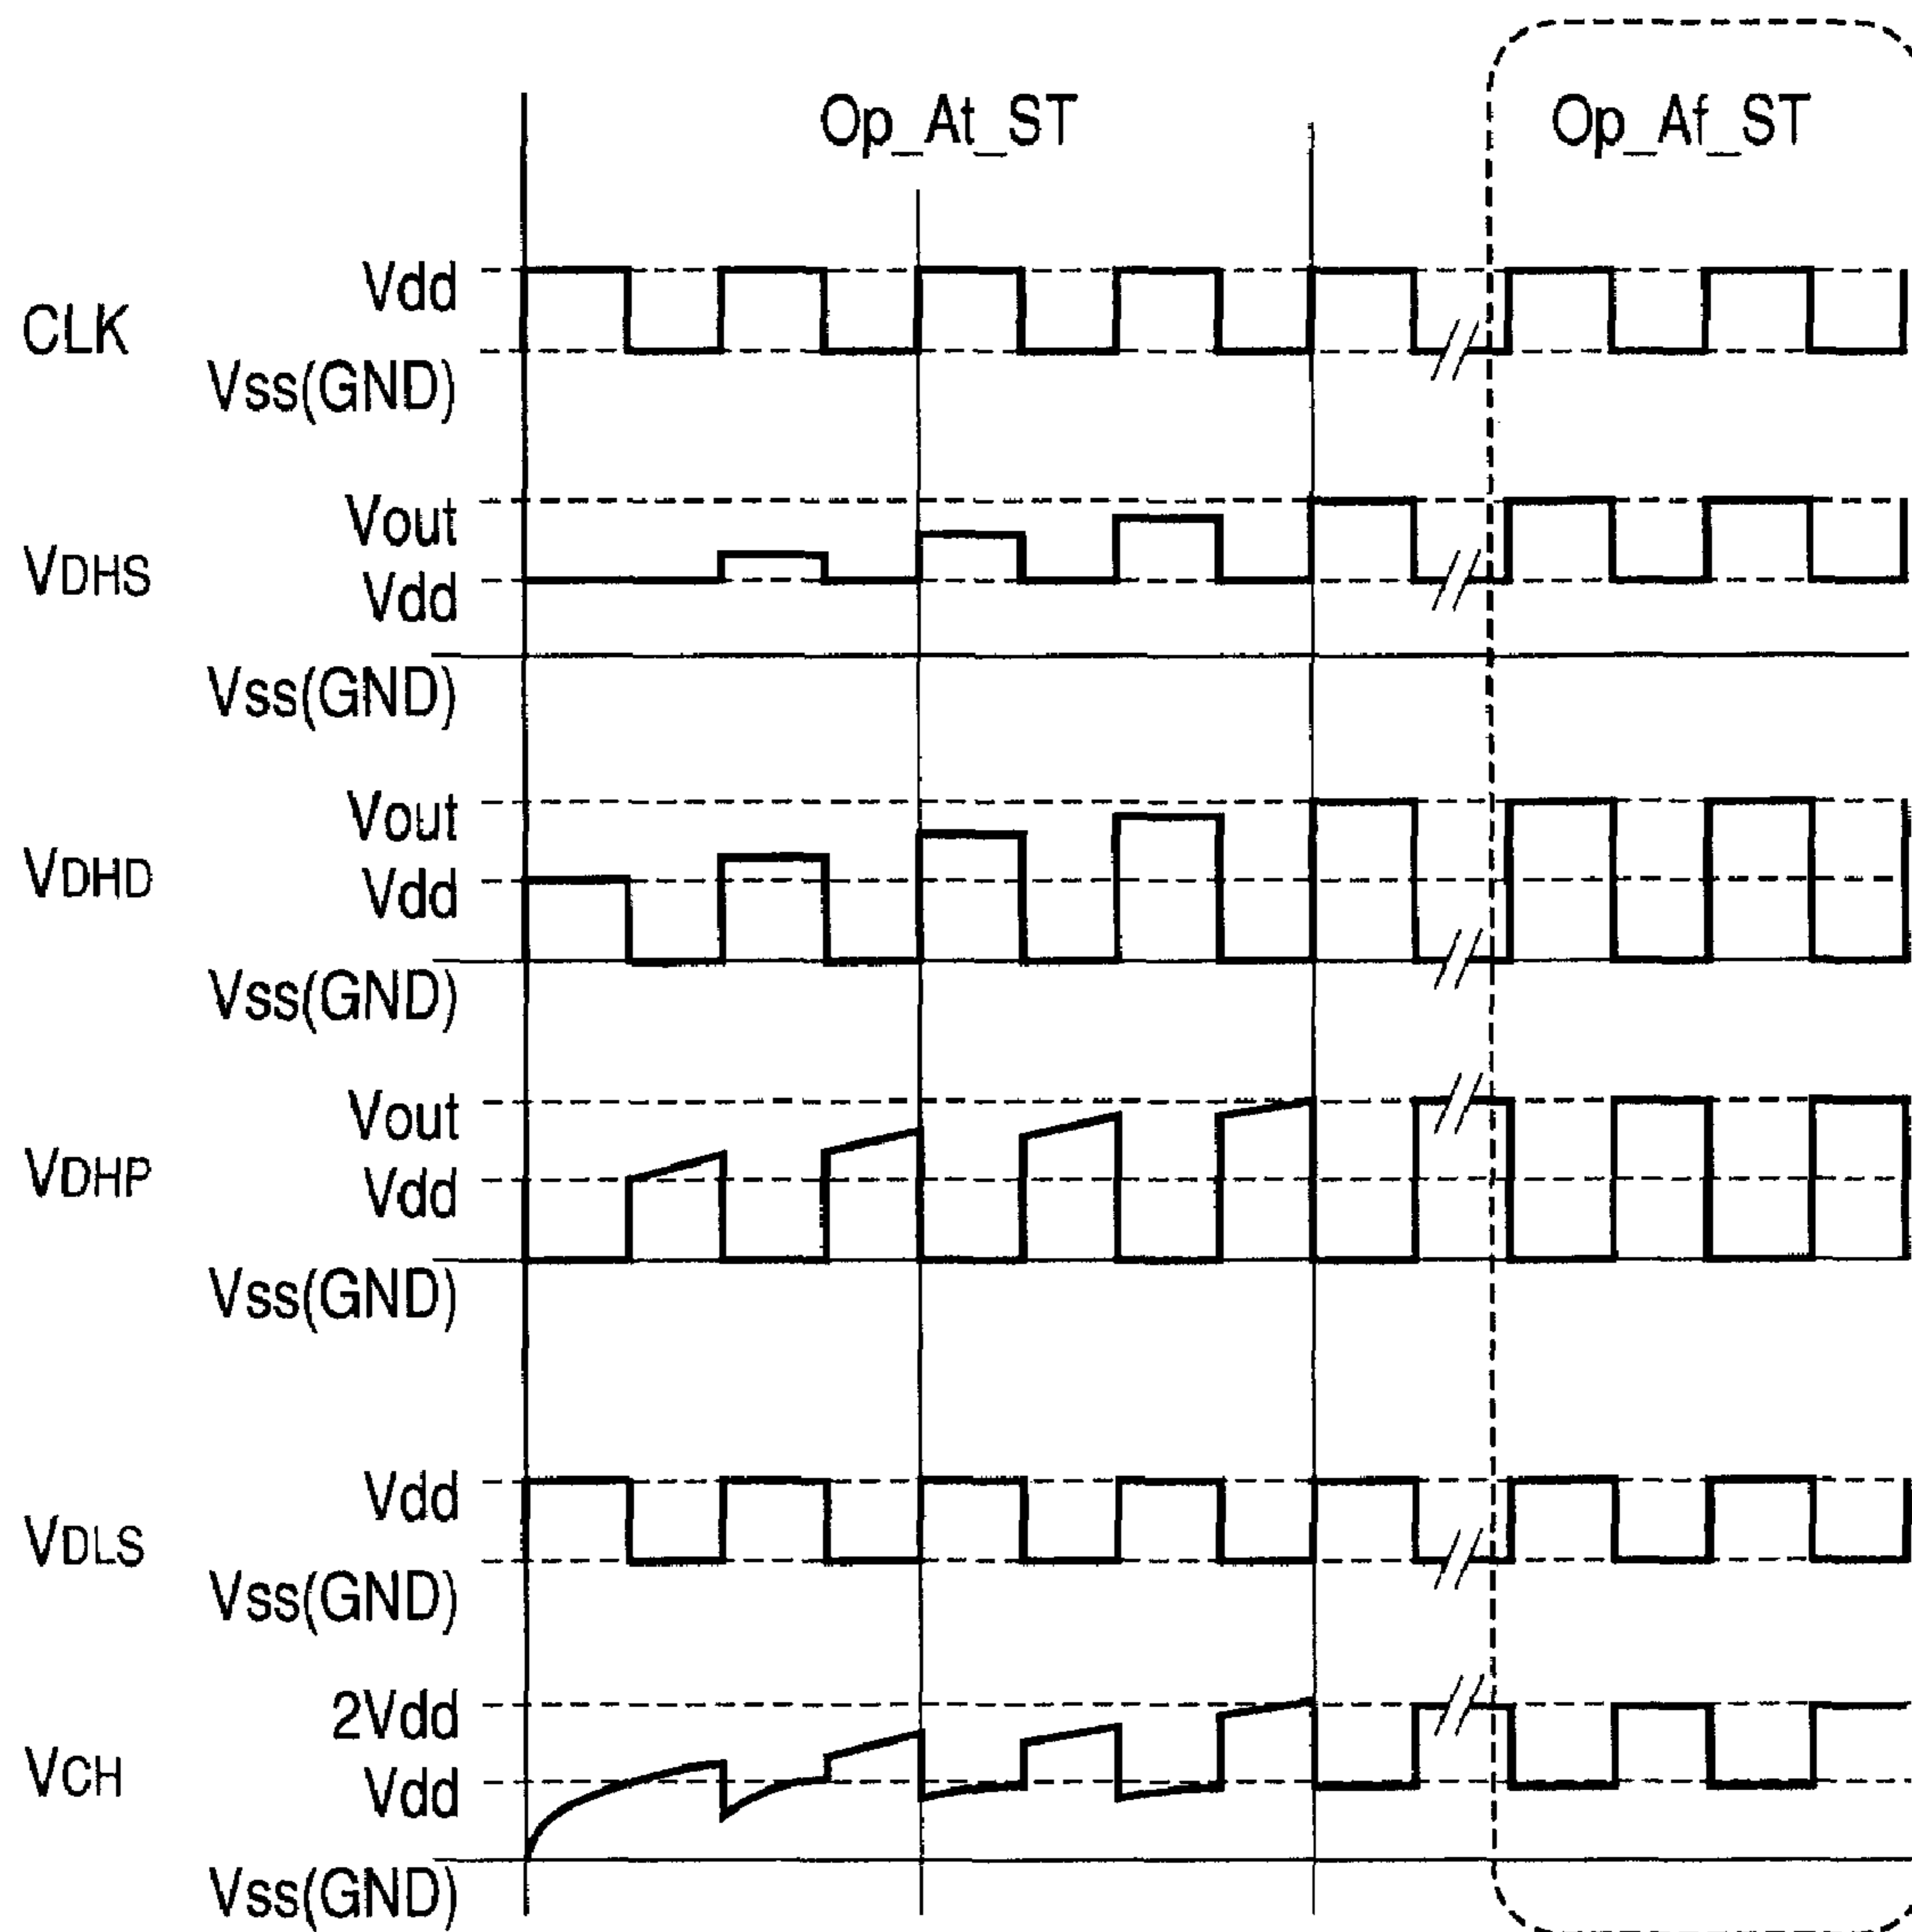 Op_At_ST Op_Af_ST
CLK
Vdd
Vss(GND)
VDHS
Vout
Vdd
Vss(GND)
VDHD
Vout
Vdd
Vss(GND)
VDHP
Vout
Vdd
Vss(GND)
VDLS
Vdd
Vss(GND)
VCH
2Vdd
Vdd
Vss(GND)